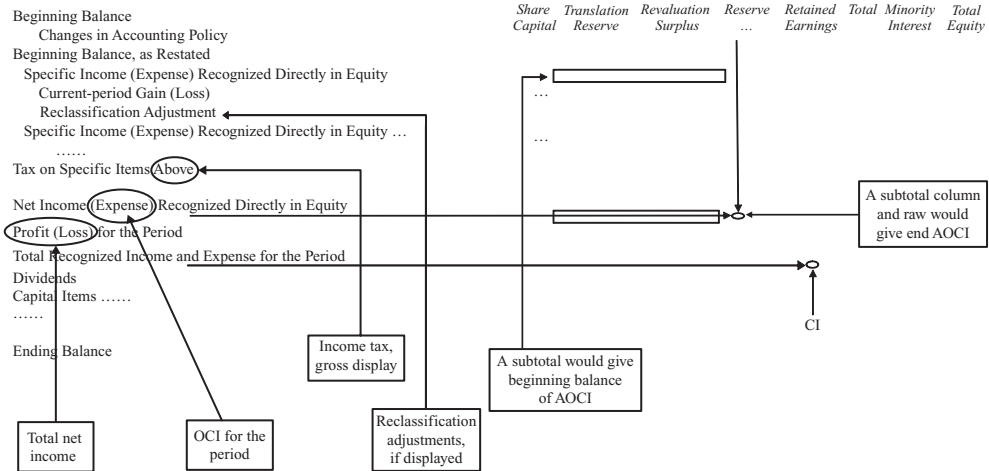 Share Translation Revaluation Reserve Retained Total Minority Total
Capital Reserve Surplus … Earnings Interest Equity
Beginning Balance
Changes in Accounting Policy
Beginning Balance, as Restated
Specific Income (Expense) Recognized Directly in Equity
Current-period Gain (Loss)
…
Reclassification Adjustment
Specific Income (Expense) Recognized Directly in Equity …
…
……
Tax on Specific Items Above
Net Income (Expense) Recognized Directly in Equity
A subtotal column
and raw would
give end AOCI
Profit (Loss) for the Period
Total Recognized Income and Expense for the Period
Dividends
Capital Items ……
……
CI
Ending Balance
Income tax,
gross display
A subtotal would give
beginning balance
of AOCI
Total net
income
OCI for the
period
Reclassification
adjustments,
if displayed